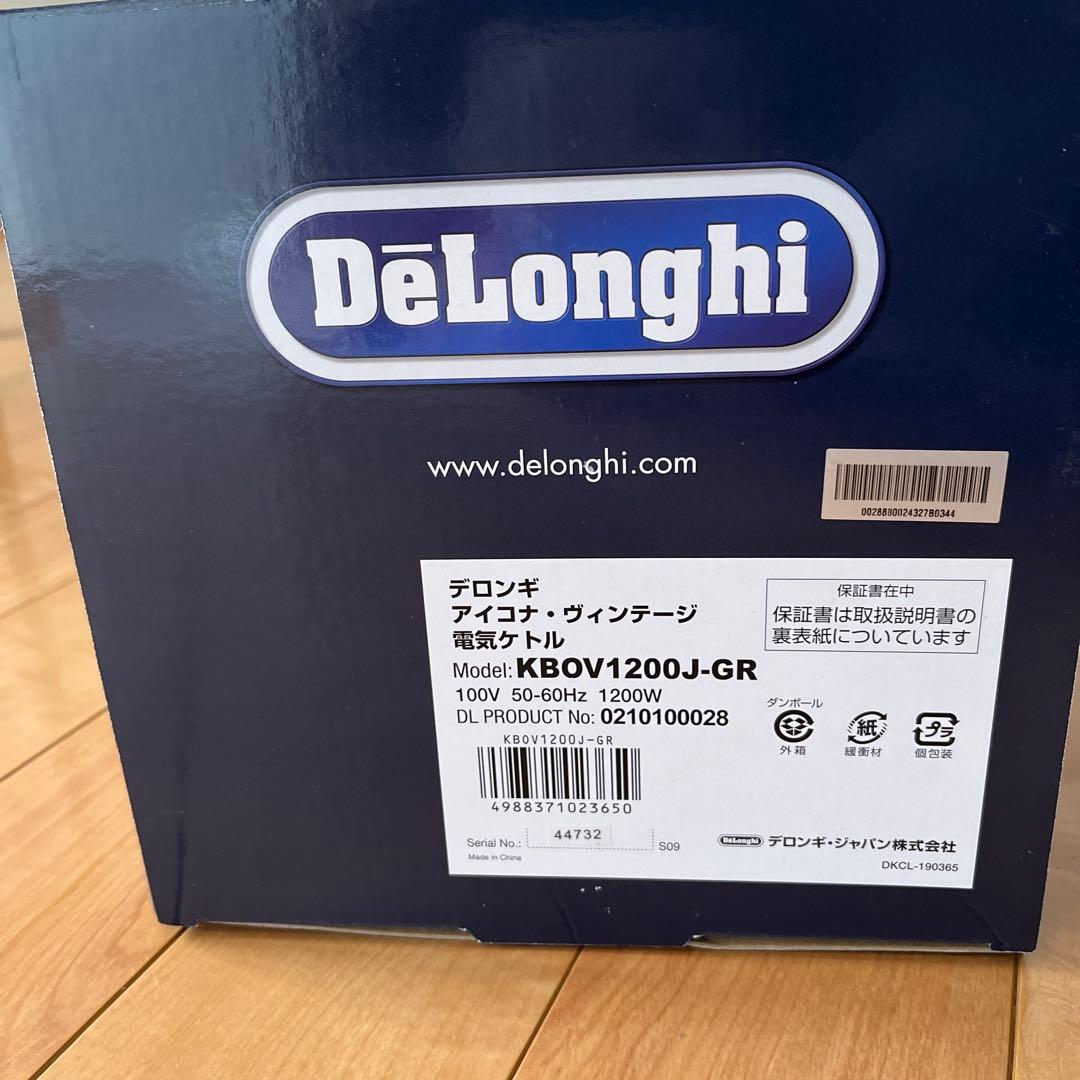 DēLonghi
www.delonghi.com
002880002432780344
デロンギ
アイコナ・ヴィンテージ
電気ケトル
Model: KBOV1200J-GR
100V 50-60Hz 1200W
DL PRODUCT No: 0210100028
KBOV1200J-GR
4988371023650
Serial No.: 44732 S09
Made in China
保証書在中
保証書は取扱説明書の
裏表紙についています
ダンボール
外箱
紙
緩衝材
プラ
個包装
DeLonghi デロンギ・ジャパン株式会社
DKCL-190365